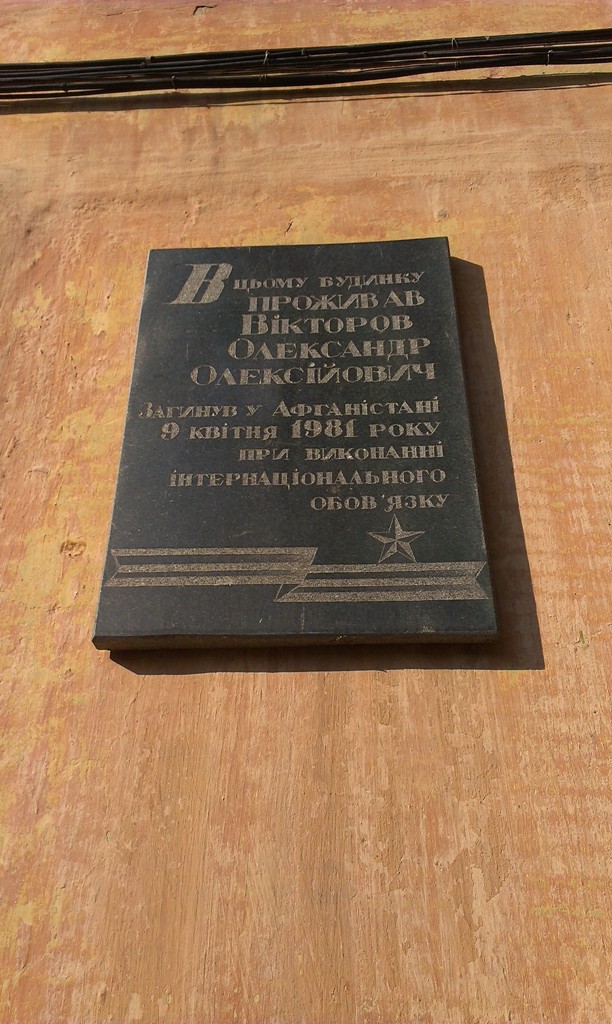 В цьому будинку
проживав
Вікторов
Олександр
Олексійович
Загинув у Афганістані
9 квітня 1981 року
при виконанні
інтернаціонального
обов'язку